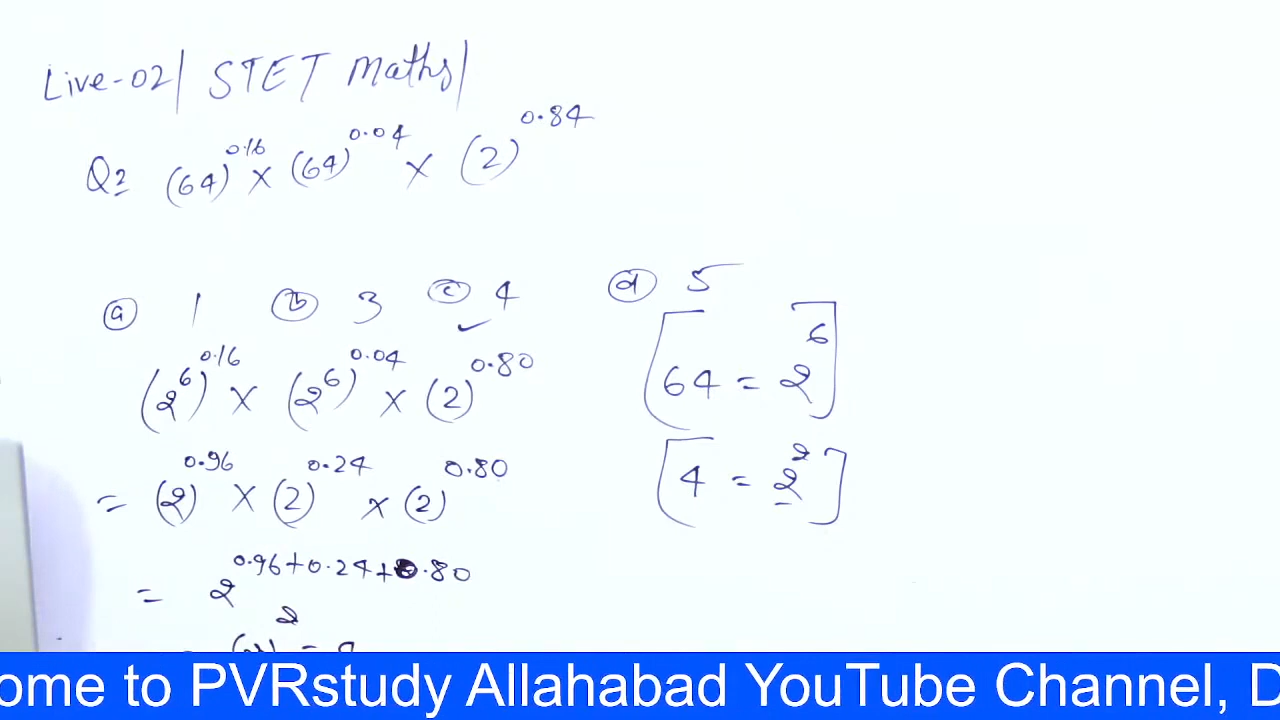 Live-02/ STET Maths/
Q2 (64)^0.16 × (64)^0.04 × (2)^0.84
ⓐ 1 ⓑ 3 ⓒ 4 ✓ ⓓ 5
[64 = 2^6]
(2^6)^0.16 × (2^6)^0.04 × (2)^0.80
[4 = 2^2]
= (2)^0.96 × (2)^0.24 × (2)^0.80
= 2^0.96+0.24+0.80
ome to PVRstudy Allahabad YouTube Channel, D